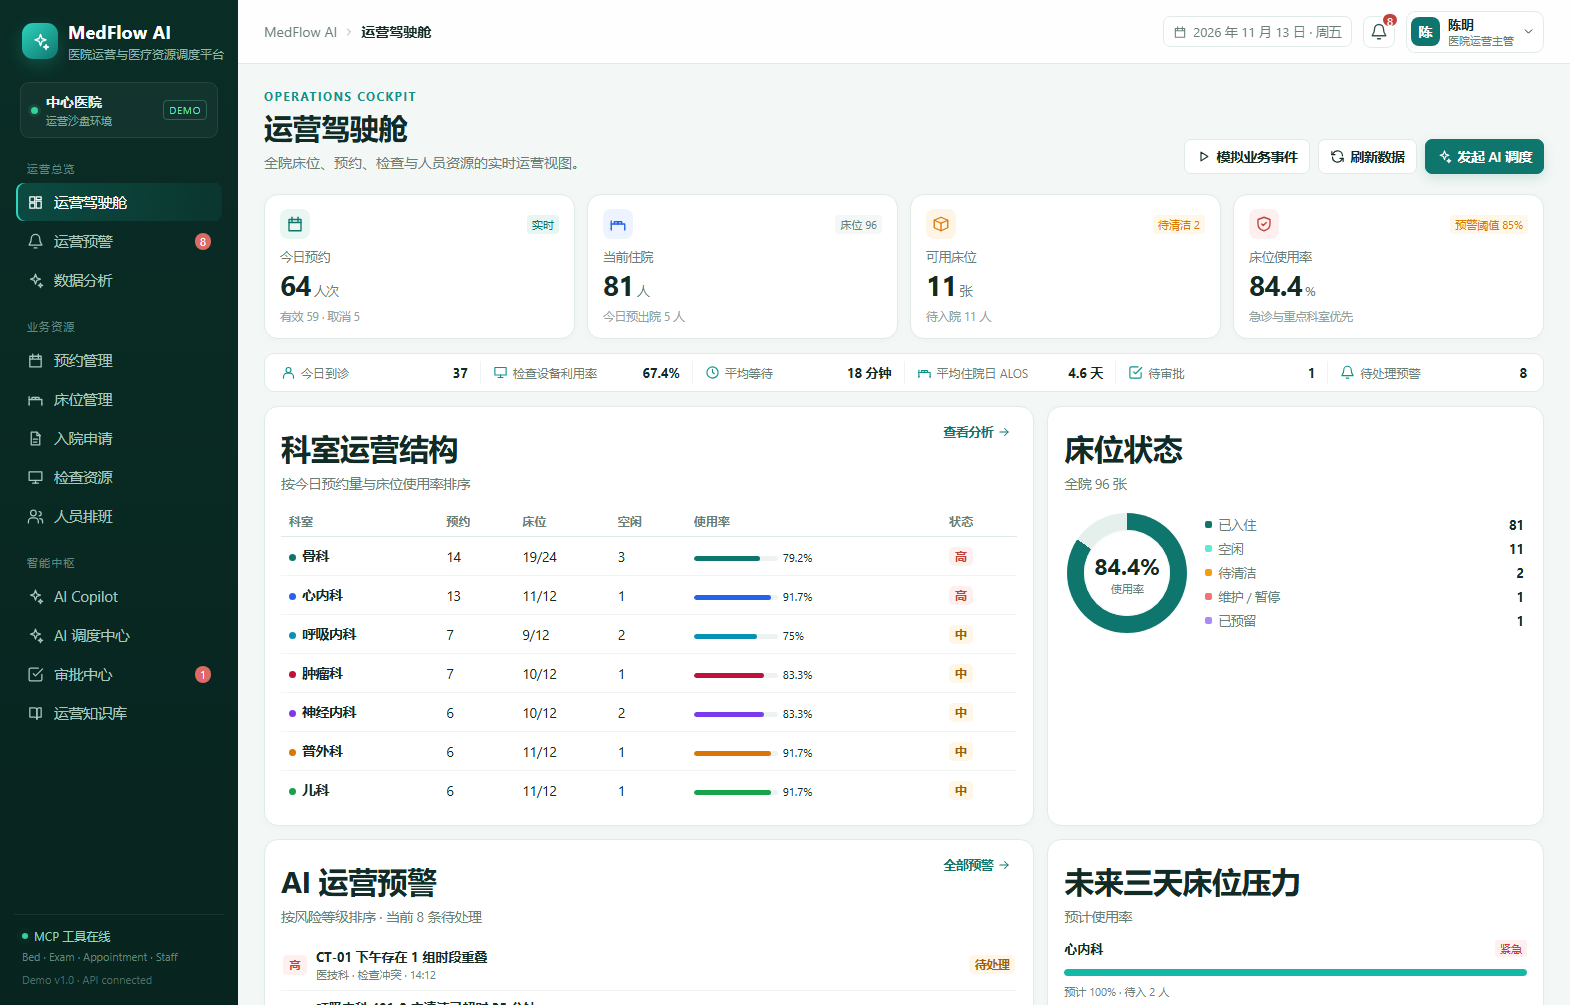 MedFlow AI
医院运营与医疗资源调度平台
中心医院
运营沙盘环境
DEMO
运营总览
运营驾驶舱
运营预警
8
数据分析
业务资源
预约管理
床位管理
入院申请
检查资源
人员排班
智能中枢
AI Copilot
AI 调度中心
审批中心
1
运营知识库
MCP 工具在线
Bed · Exam · Appointment · Staff
Demo v1.0 · API connected
MedFlow AI
运营驾驶舱
2026 年 11 月 13 日 · 周五
8
陈
陈明
医院运营主管
OPERATIONS COCKPIT
运营驾驶舱
全院床位、预约、检查与人员资源的实时运营视图。
模拟业务事件
刷新数据
发起 AI 调度
实时
今日预约
64 人次
有效 59 · 取消 5
床位 96
当前住院
81 人
今日预出院 5 人
待清洁 2
可用床位
11 张
待入院 11 人
预警阈值 85%
床位使用率
84.4 %
急诊与重点科室优先
今日到诊 37
检查设备利用率 67.4%
平均等待 18 分钟
平均住院日 ALOS 4.6 天
待审批 1
待处理预警 8
科室运营结构
查看分析 →
按今日预约量与床位使用率排序
科室 预约 床位 空闲 使用率 状态
骨科 14 19/24 3 79.2% 高
心内科 13 11/12 1 91.7% 高
呼吸内科 7 9/12 2 75% 中
肿瘤科 7 10/12 1 83.3% 中
神经内科 6 10/12 2 83.3% 中
普外科 6 11/12 1 91.7% 中
儿科 6 11/12 1 91.7% 中
床位状态
全院 96 张
84.4%
使用率
已入住 81
空闲 11
待清洁 2
维护 / 暂停 1
已预留 1
AI 运营预警
全部预警 →
按风险等级排序 · 当前 8 条待处理
高
CT-01 下午存在 1 组时段重叠
医技科 · 检查冲突 · 14:12
待处理
未来三天床位压力
预计使用率
心内科
紧急
预计 100% · 待入 2 人